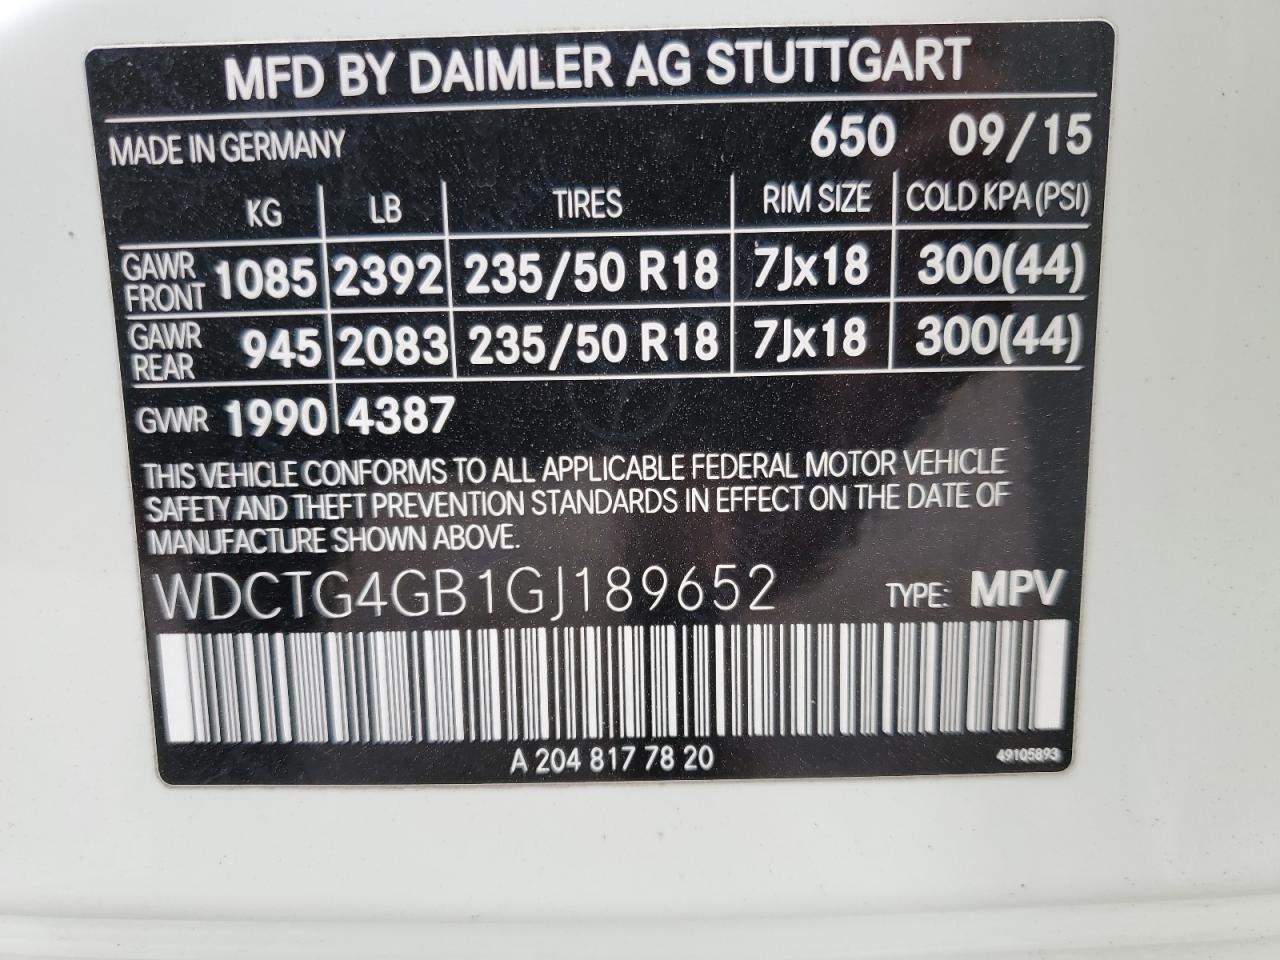 MFD BY DAIMLER AG STUTTGART
MADE IN GERMANY 650 09/15
KG LB TIRES RIM SIZE COLD KPA (PSI)
GAWR FRONT 1085 2392 235/50 R18 7Jx18 300(44)
GAWR REAR 945 2083 235/50 R18 7Jx18 300(44)
GVWR 1990 4387
THIS VEHICLE CONFORMS TO ALL APPLICABLE FEDERAL MOTOR VEHICLE
SAFETY AND THEFT PREVENTION STANDARDS IN EFFECT ON THE DATE OF
MANUFACTURE SHOWN ABOVE.
WDCTG4GB1GJ189652 TYPE: MPV
A 204 817 78 20 49105893